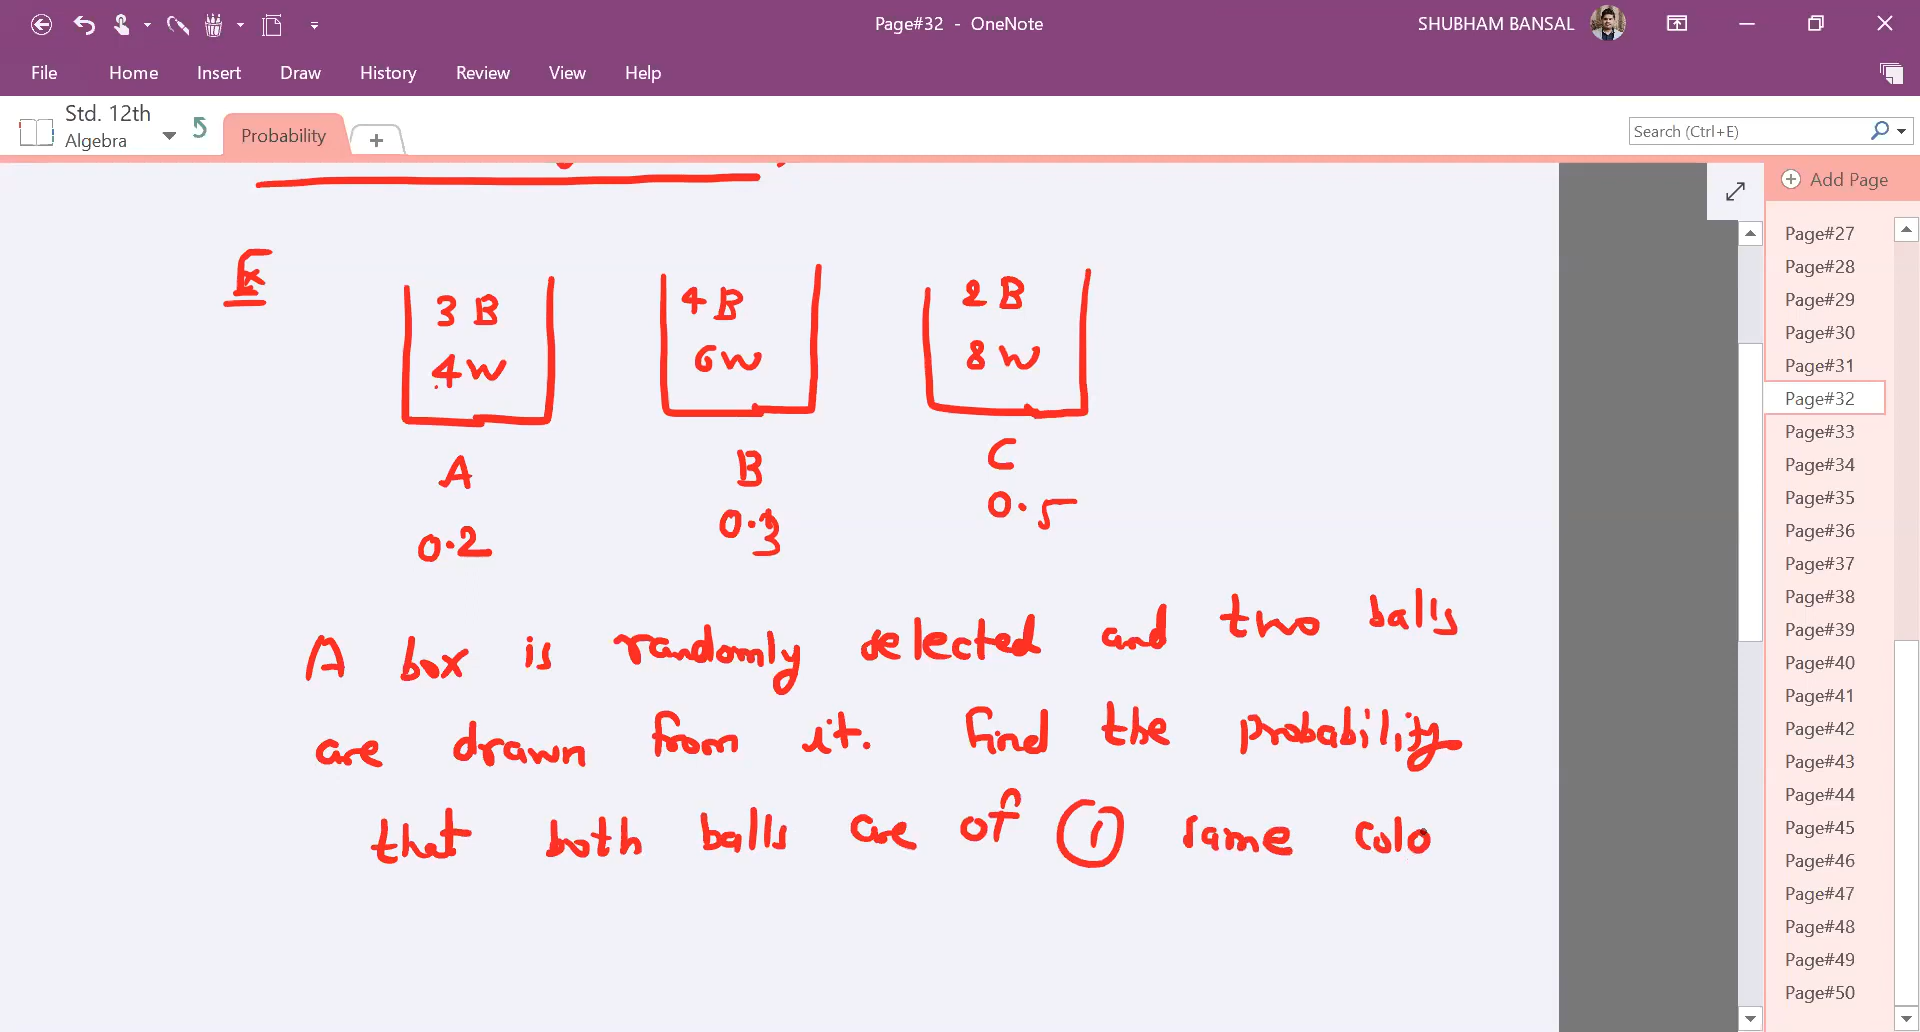 Page#32 - OneNote
SHUBHAM BANSAL
File Home Insert Draw History Review View Help
Std. 12th
Algebra
Probability
+
Search (Ctrl+E)
Add Page
Page#27
Page#28
Page#29
Page#30
Page#31
Page#32
Page#33
Page#34
Page#35
Page#36
Page#37
Page#38
Page#39
Page#40
Page#41
Page#42
Page#43
Page#44
Page#45
Page#46
Page#47
Page#48
Page#49
Page#50
Ex
3 B 4 B 2 B
4 W 6 W 8 W
A B C
0.2 0.3 0.5
A box is randomly selected and two balls
are drawn from it. Find the probability
that both balls are of ① same colo